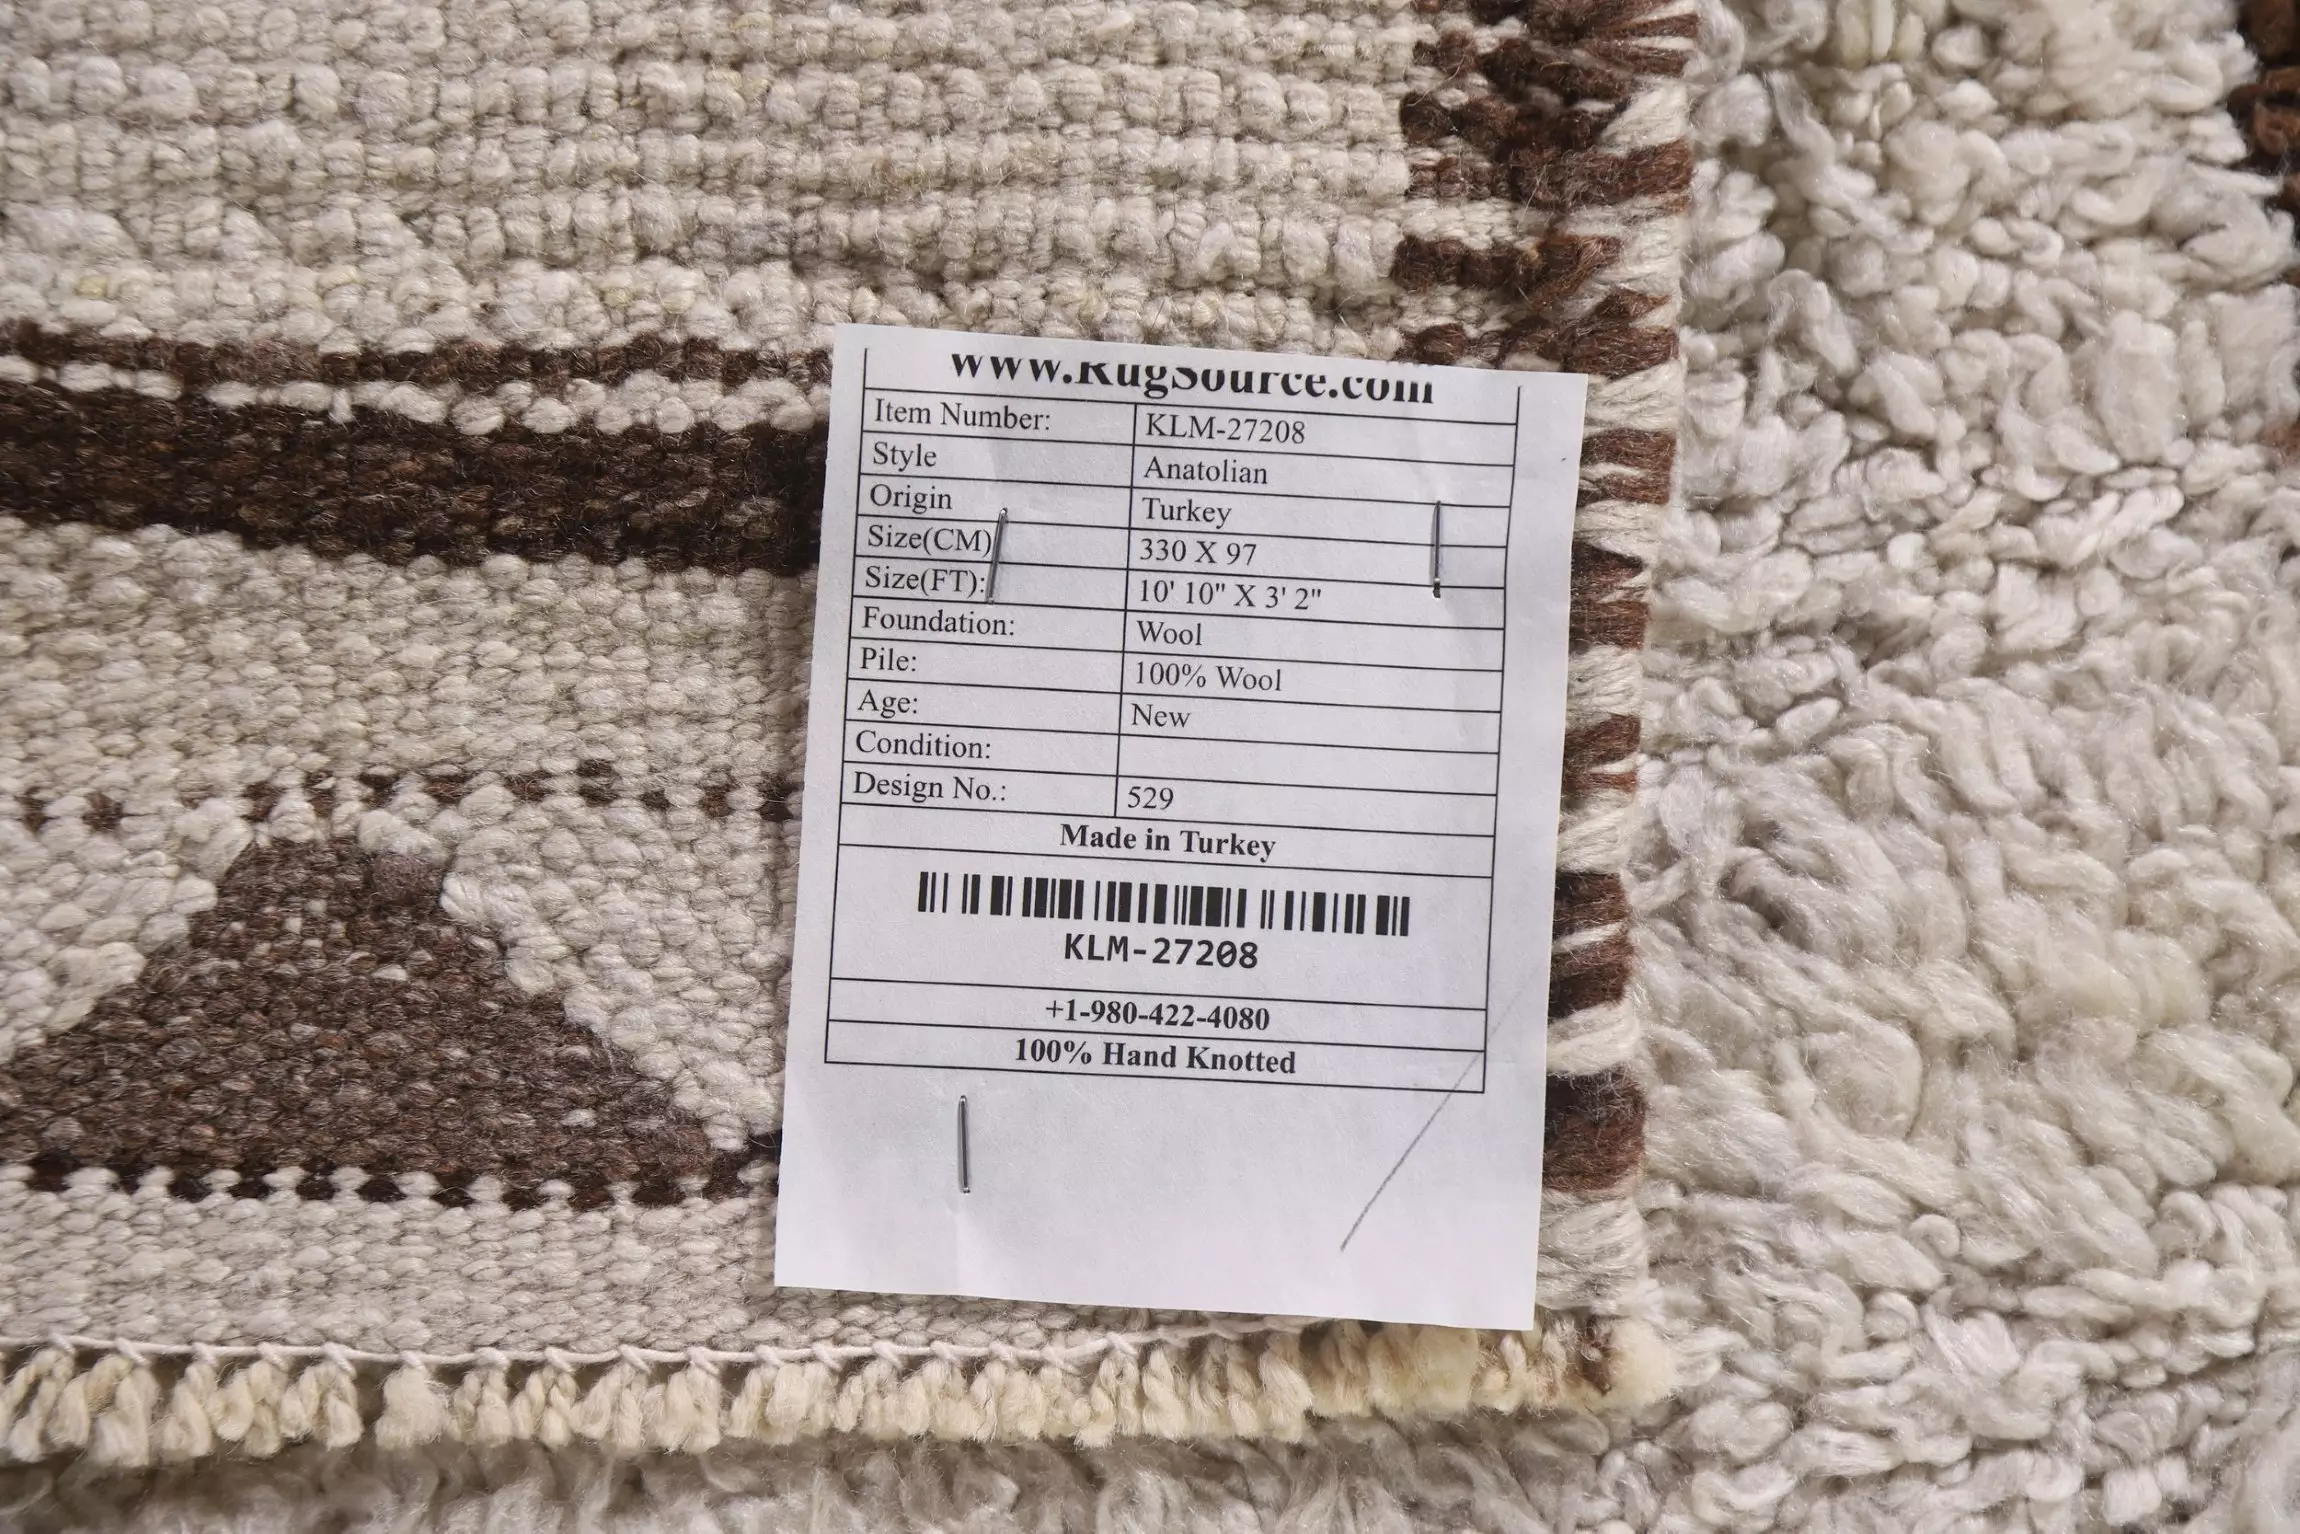 www.RugSource.com
Item Number: KLM-27208
Style Anatolian
Origin Turkey
Size(CM) 330 X 97
Size(FT): 10' 10" X 3' 2"
Foundation: Wool
Pile: 100% Wool
Age: New
Condition:
Design No.: 529
Made in Turkey
KLM-27208
+1-980-422-4080
100% Hand Knotted